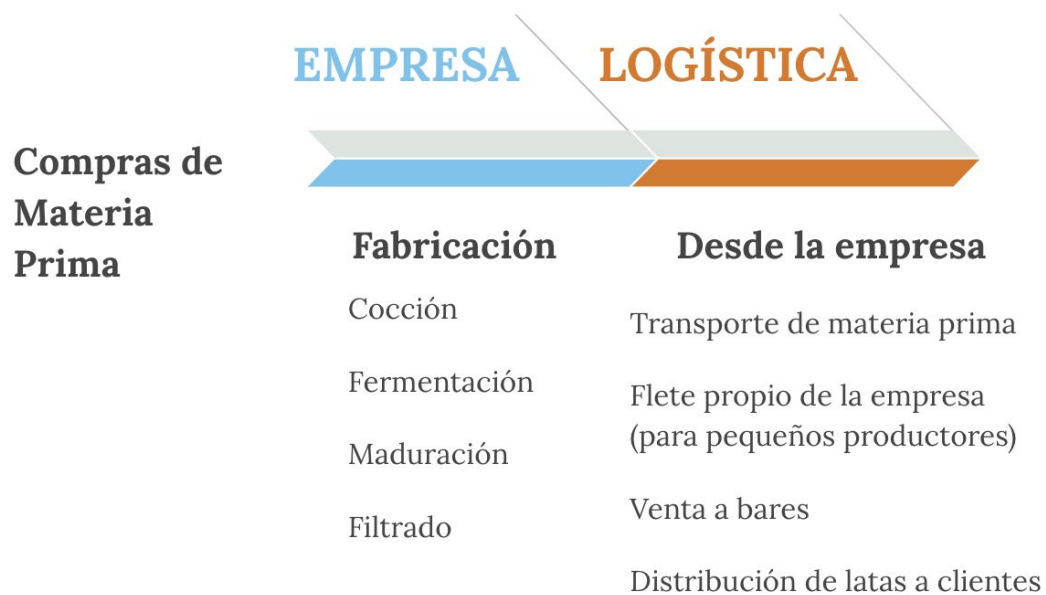 EMPRESA
LOGÍSTICA
Compras de
Materia
Prima
Fabricación
Cocción
Fermentación
Maduración
Filtrado
Desde la empresa
Transporte de materia prima
Flete propio de la empresa
(para pequeños productores)
Venta a bares
Distribución de latas a clientes